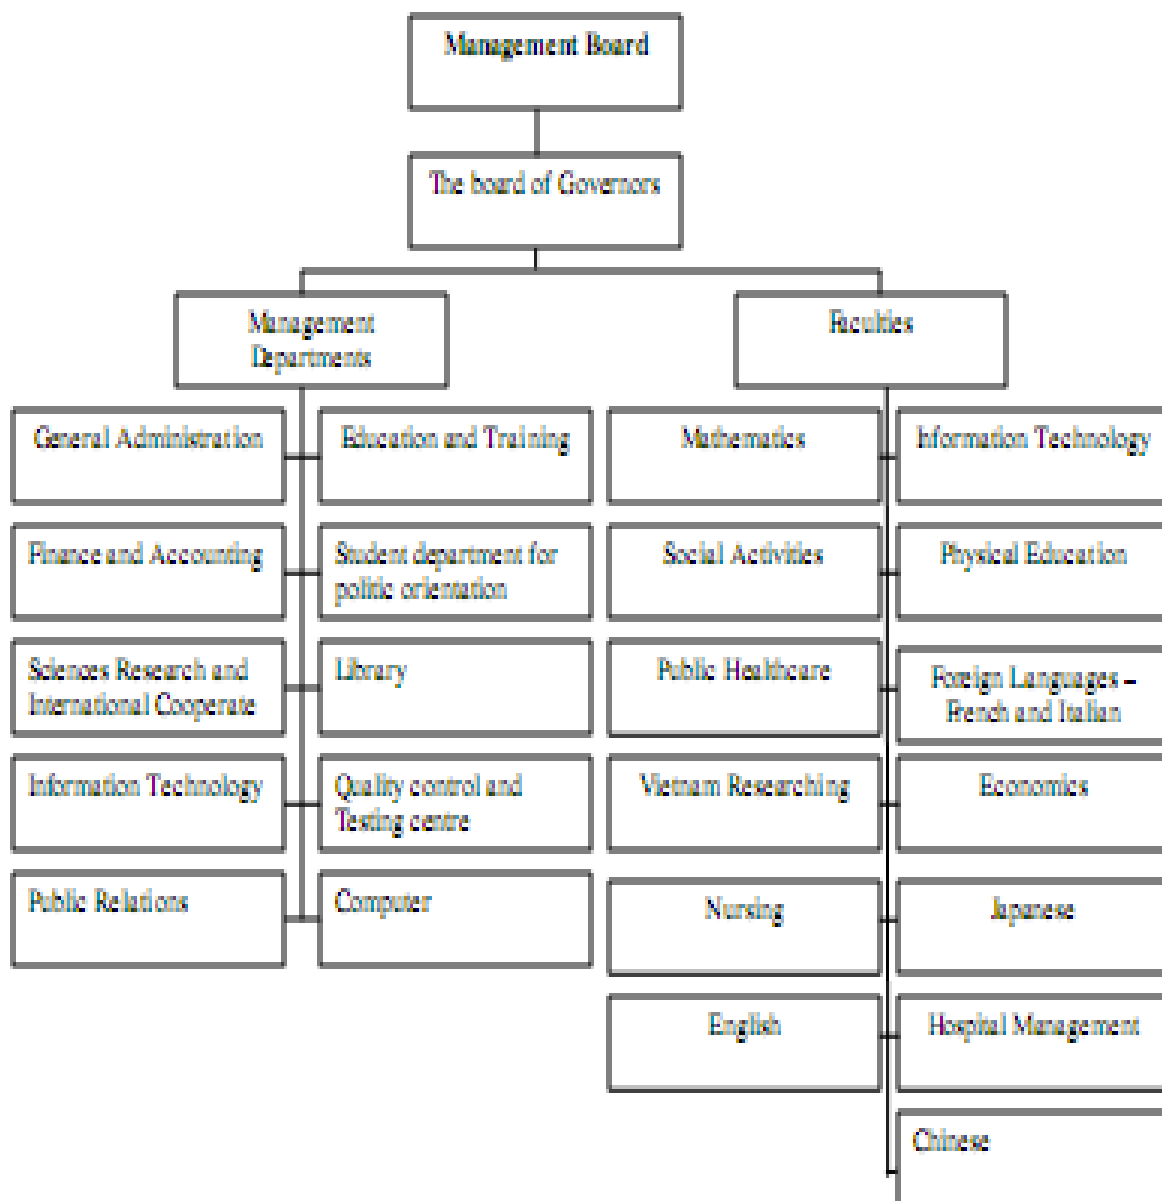 Management Board
The board of Governors
Management
Departments
Faculties
General Administration
Education and Training
Mathematics
Information Technology
Finance and Accounting
Student department for
politic orientation
Social Activities
Physical Education
Sciences Research and
International Cooperate
Library
Public Healthcare
Foreign Languages –
French and Italian
Information Technology
Quality control and
Testing centre
Vietnam Researching
Economics
Public Relations
Computer
Nursing
Japanese
English
Hospital Management
Chinese